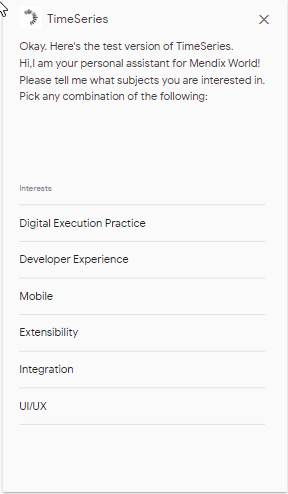 TimeSeries
Okay. Here's the test version of TimeSeries.
Hi,I am your personal assistant for Mendix World!
Please tell me what subjects you are interested in.
Pick any combination of the following:
Interests
Digital Execution Practice
Developer Experience
Mobile
Extensibility
Integration
UI/UX